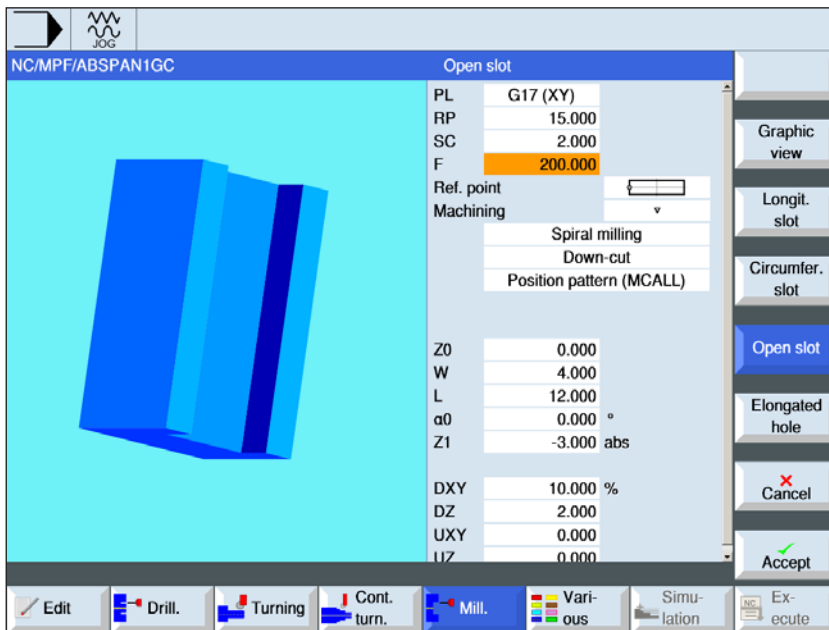 JOG
NC/MPF/ABSPAN1GC
Open slot
PL G17 (XY)
RP 15.000
SC 2.000
F 200.000
Ref. point
Machining ▿
Spiral milling
Down-cut
Position pattern (MCALL)
Z0 0.000
W 4.000
L 12.000
α0 0.000 °
Z1 -3.000 abs
DXY 10.000 %
DZ 2.000
UXY 0.000
UZ 0.000
Graphic
view
Longit.
slot
Circumfer.
slot
Open slot
Elongated
hole
Cancel
Accept
Edit
Drill.
Turning
Cont.
turn.
Mill.
Vari-
ous
Simu-
lation
NC
Ex-
ecute